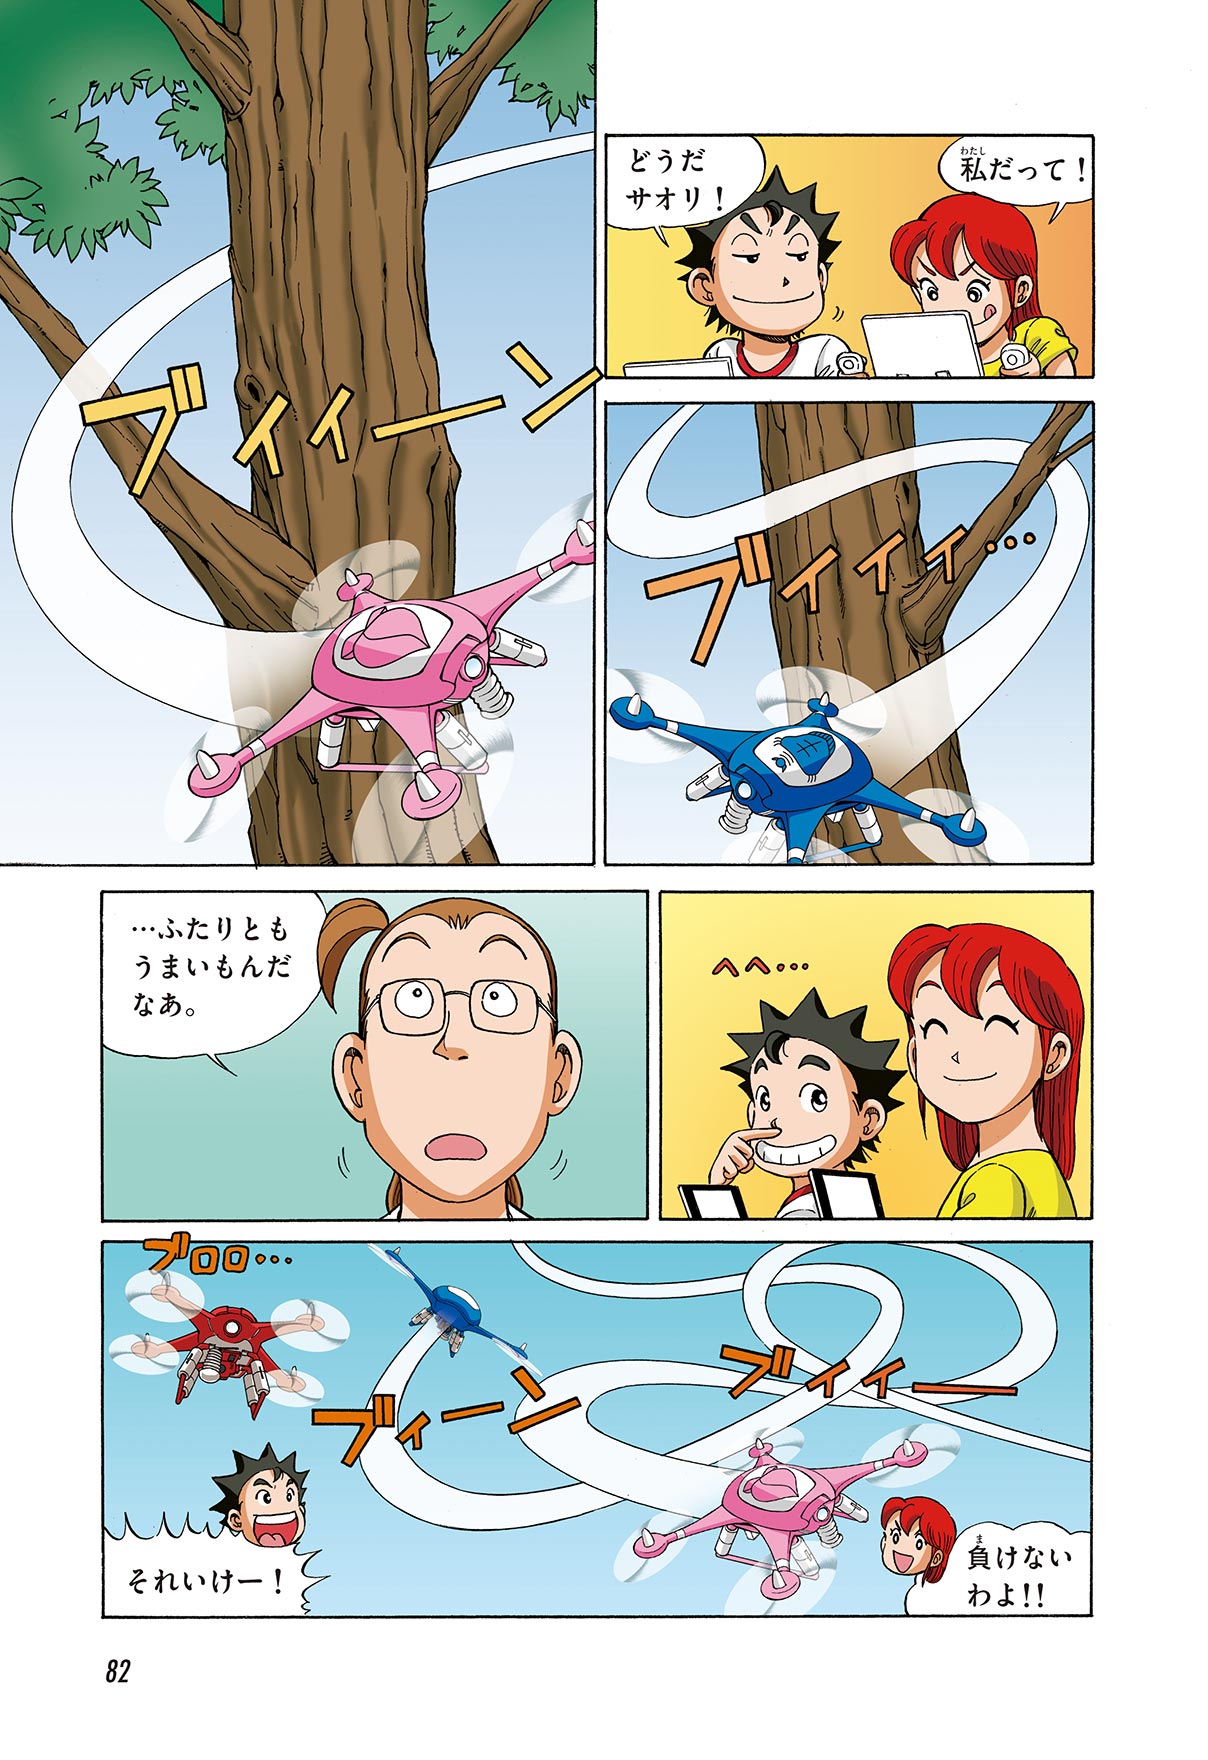 私だって！
わたし
どうだ
サオリ！
ブィィィ…
ブィィーン
へへ…
…ふたりとも
うまいもんだ
なあ。
ブロロ…
ブィーン
ブィィー
それいけー！
負けない
ま
わよ!!
82